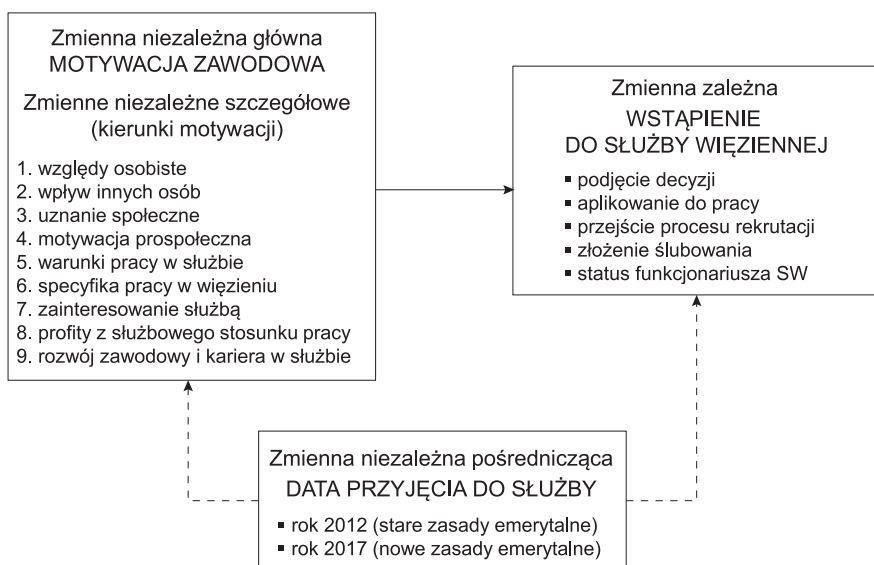 Zmienna niezależna główna
MOTYWACJA ZAWODOWA
Zmienne niezależne szczegółowe
(kierunki motywacji)
1. względy osobiste
2. wpływ innych osób
3. uznanie społeczne
4. motywacja prospołeczna
5. warunki pracy w służbie
6. specyfika pracy w więzieniu
7. zainteresowanie służbą
8. profity z służbowego stosunku pracy
9. rozwój zawodowy i kariera w służbie
Zmienna zależna
WSTĄPIENIE
DO SŁUŻBY WIĘZIENNEJ
▪ podjęcie decyzji
▪ aplikowanie do pracy
▪ przejście procesu rekrutacji
▪ złożenie ślubowania
▪ status funkcjonariusza SW
Zmienna niezależna pośrednicząca
DATA PRZYJĘCIA DO SŁUŻBY
▪ rok 2012 (stare zasady emerytalne)
▪ rok 2017 (nowe zasady emerytalne)